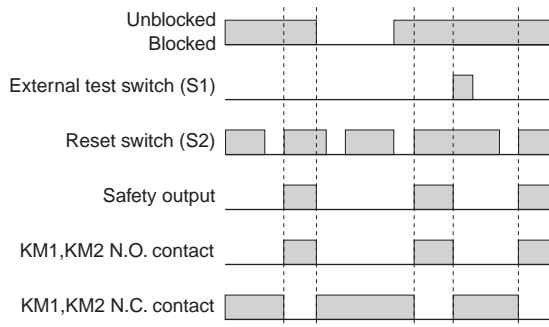 Unblocked
Blocked
External test switch (S1)
Reset switch (S2)
Safety output
KM1,KM2 N.O. contact
KM1,KM2 N.C. contact